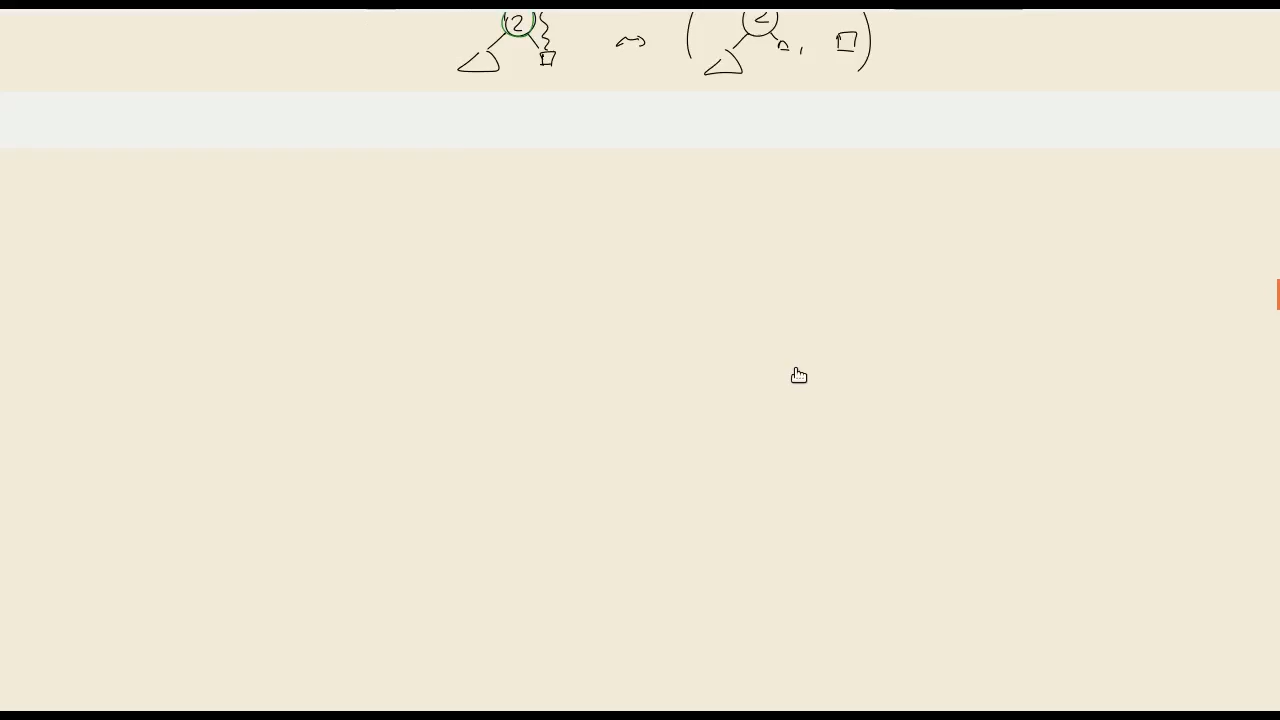 2 ↔ ( 2 , )